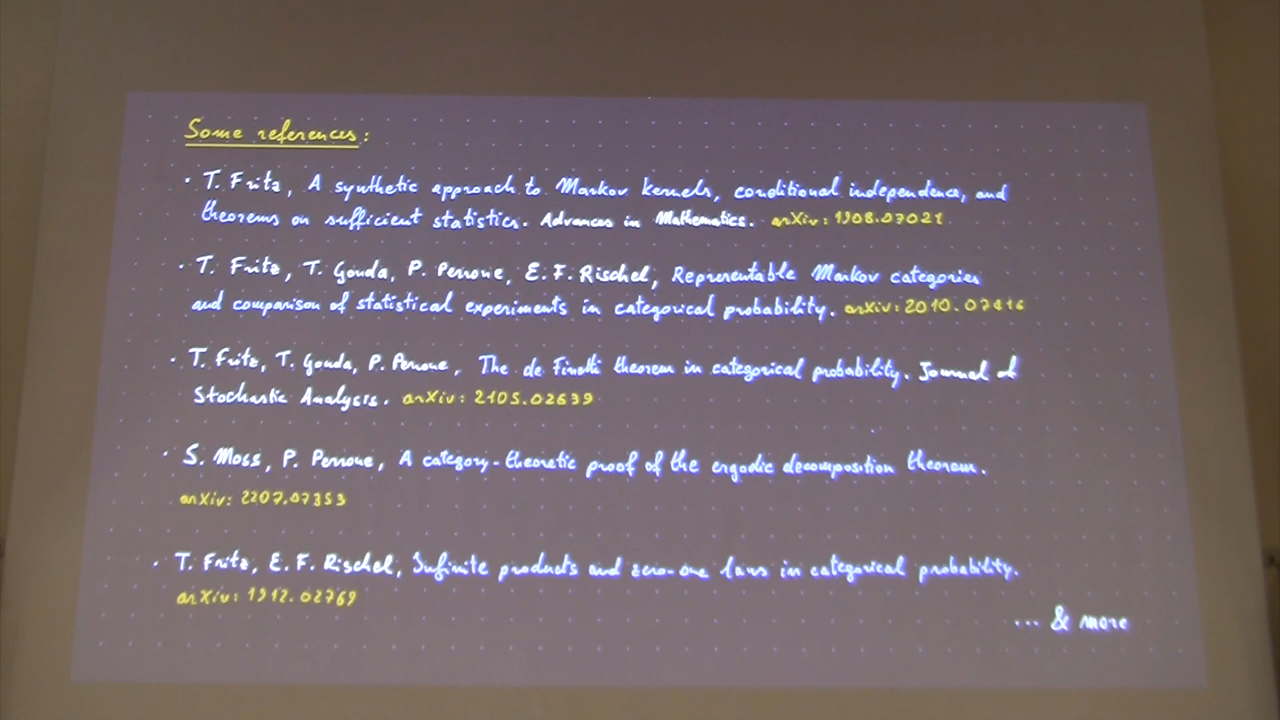 Some references:
· T. Fritz, A synthetic approach to Markov kernels, conditional independence, and
theorems on sufficient statistics. Advances in Mathematics. arXiv: 1908.07021
· T. Fritz, T. Gonda, P. Perrone, E. F. Rischel, Representable Markov categories
and comparison of statistical experiments in categorical probability. arXiv: 2010.07416
· T. Fritz, T. Gonda, P. Perrone, The de Finetti theorem in categorical probability. Journal of
Stochastic Analysis. arXiv: 2105.02639
· S. Moss, P. Perrone, A category-theoretic proof of the ergodic decomposition theorem.
arXiv: 2207.07353
· T. Fritz, E. F. Rischel, Infinite products and zero-one laws in categorical probability.
arXiv: 1912.02769
... & more